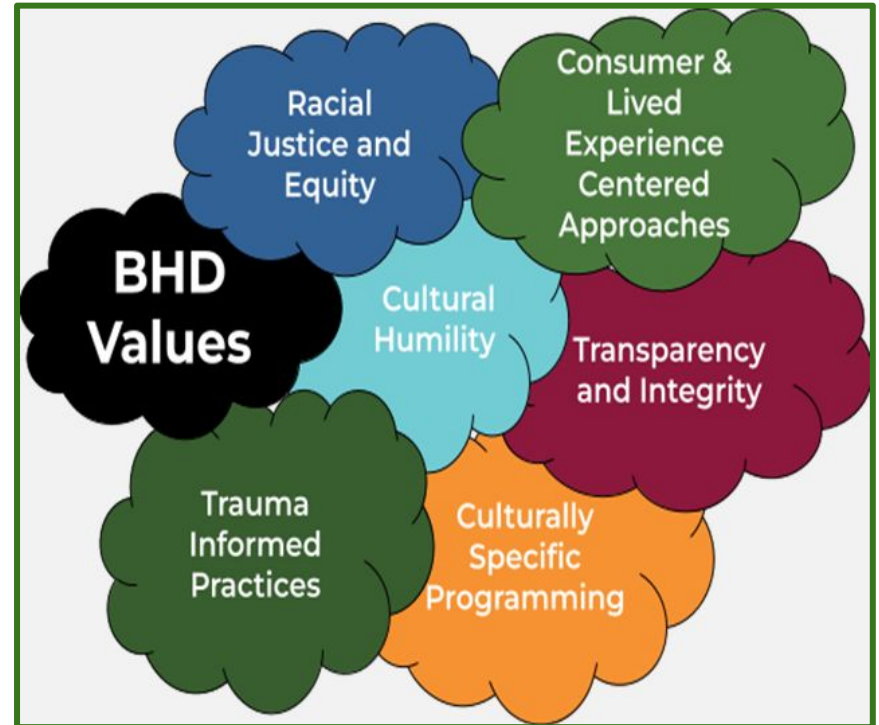 BHD
Values
Racial
Justice and
Equity
Consumer &
Lived
Experience
Centered
Approaches
Cultural
Humility
Transparency
and Integrity
Trauma
Informed
Practices
Culturally
Specific
Programming